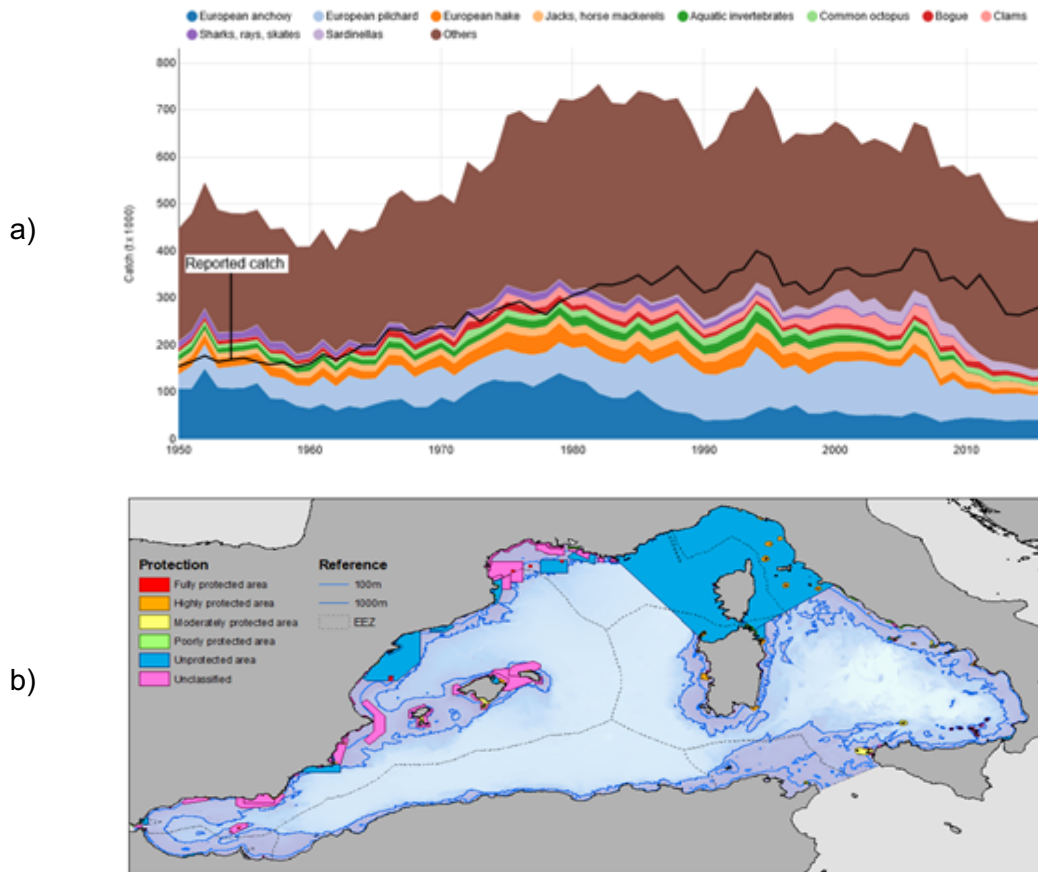 European anchovy European pilchard European hake Jacks, horse mackerels Aquatic invertebrates Common octopus Bogue Clams
Sharks, rays, skates Sardinellas Others
a)
Catch (t x 1000)
800
700
600
500
400
300
200
100
0
Reported catch
1950 1960 1970 1980 1990 2000 2010
b)
Protection Reference
Fully protected area 100m
Highly protected area 1000m
Moderately protected area EEZ
Poorly protected area
Unprotected area
Unclassified